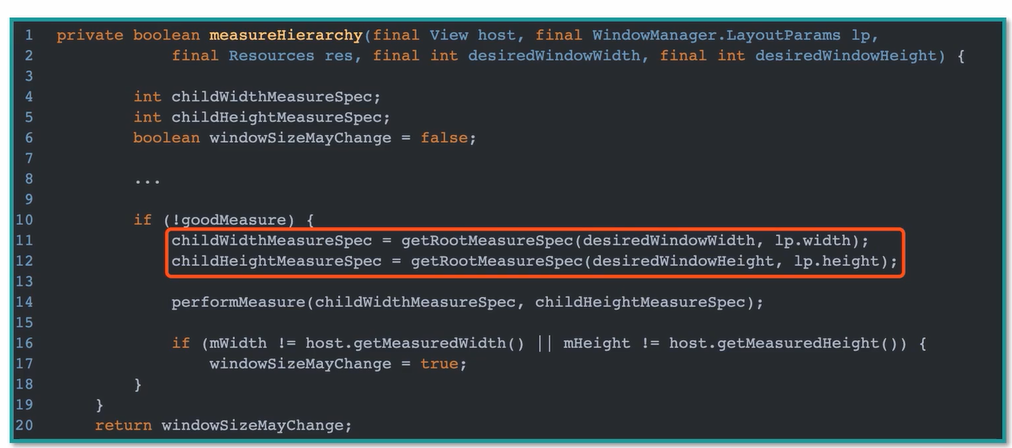 1 private boolean measureHierarchy(final View host, final WindowManager.LayoutParams lp,
2 final Resources res, final int desiredWindowWidth, final int desiredWindowHeight) {
3
4 int childWidthMeasureSpec;
5 int childHeightMeasureSpec;
6 boolean windowSizeMayChange = false;
7
8 ...
9
10 if (!goodMeasure) {
11 childWidthMeasureSpec = getRootMeasureSpec(desiredWindowWidth, lp.width);
12 childHeightMeasureSpec = getRootMeasureSpec(desiredWindowHeight, lp.height);
13
14 performMeasure(childWidthMeasureSpec, childHeightMeasureSpec);
15
16 if (mWidth != host.getMeasuredWidth() || mHeight != host.getMeasuredHeight()) {
17 windowSizeMayChange = true;
18 }
19 }
20 return windowSizeMayChange;